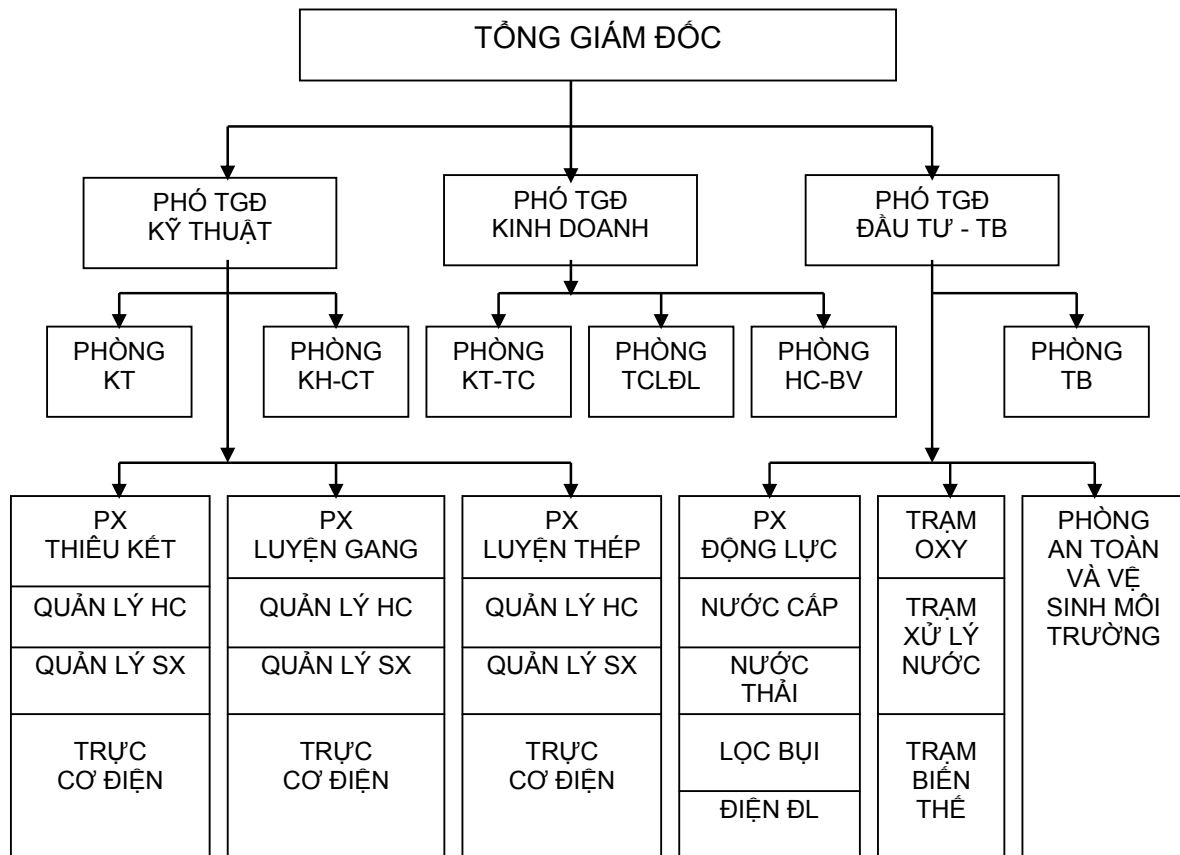 TỔNG GIÁM ĐỐC
PHÓ TGĐ
KỸ THUẬT
PHÓ TGĐ
KINH DOANH
PHÓ TGĐ
ĐẦU TƯ - TB
PHÒNG
KT
PHÒNG
KH-CT
PHÒNG
KT-TC
PHÒNG
TCLĐL
PHÒNG
HC-BV
PHÒNG
TB
PX
THIÊU KẾT
QUẢN LÝ HC
QUẢN LÝ SX
TRỰC
CƠ ĐIỆN
PX
LUYỆN GANG
QUẢN LÝ HC
QUẢN LÝ SX
TRỰC
CƠ ĐIỆN
PX
LUYỆN THÉP
QUẢN LÝ HC
QUẢN LÝ SX
TRỰC
CƠ ĐIỆN
PX
ĐỘNG LỰC
NƯỚC CẤP
NƯỚC
THẢI
LỌC BỤI
ĐIỆN ĐL
TRẠM
OXY
TRẠM
XỬ LÝ
NƯỚC
TRẠM
BIẾN
THẾ
PHÒNG
AN TOÀN
VÀ VỆ
SINH MÔI
TRƯỜNG